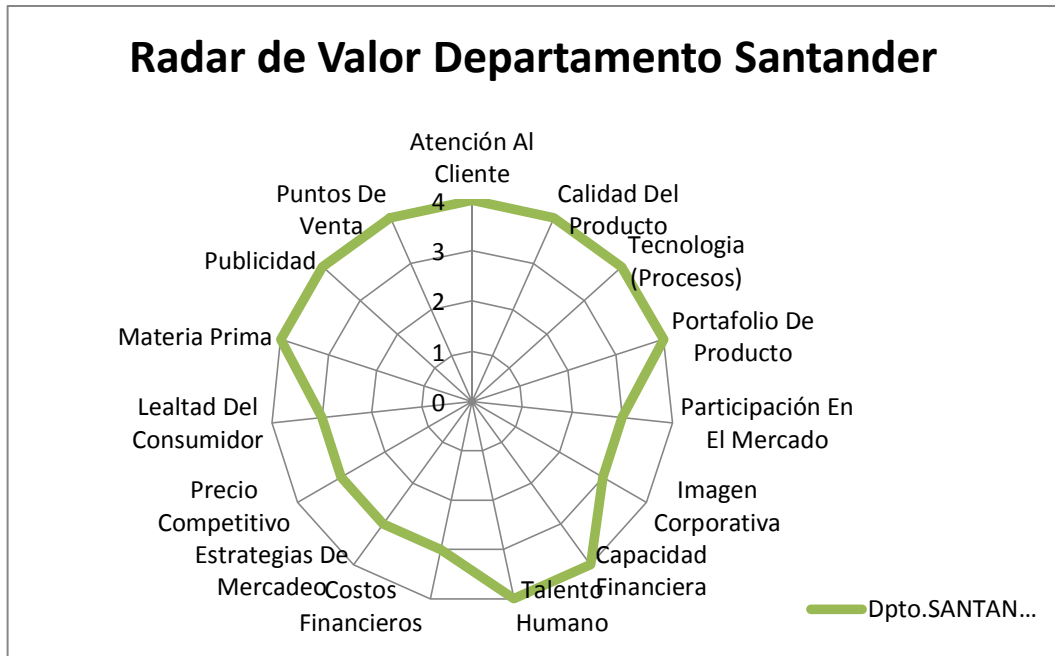 Radar de Valor Departamento Santander
Atención Al
Cliente
Calidad Del
Producto
Tecnologia
(Procesos)
Portafolio De
Producto
Participación En
El Mercado
Imagen
Corporativa
Capacidad
Financiera
Talento
Humano
Costos
Financieros
Estrategias De
Mercadeo
Precio
Competitivo
Lealtad Del
Consumidor
Materia Prima
Publicidad
Puntos De
Venta
4
3
2
1
0
Dpto.SANTAN...